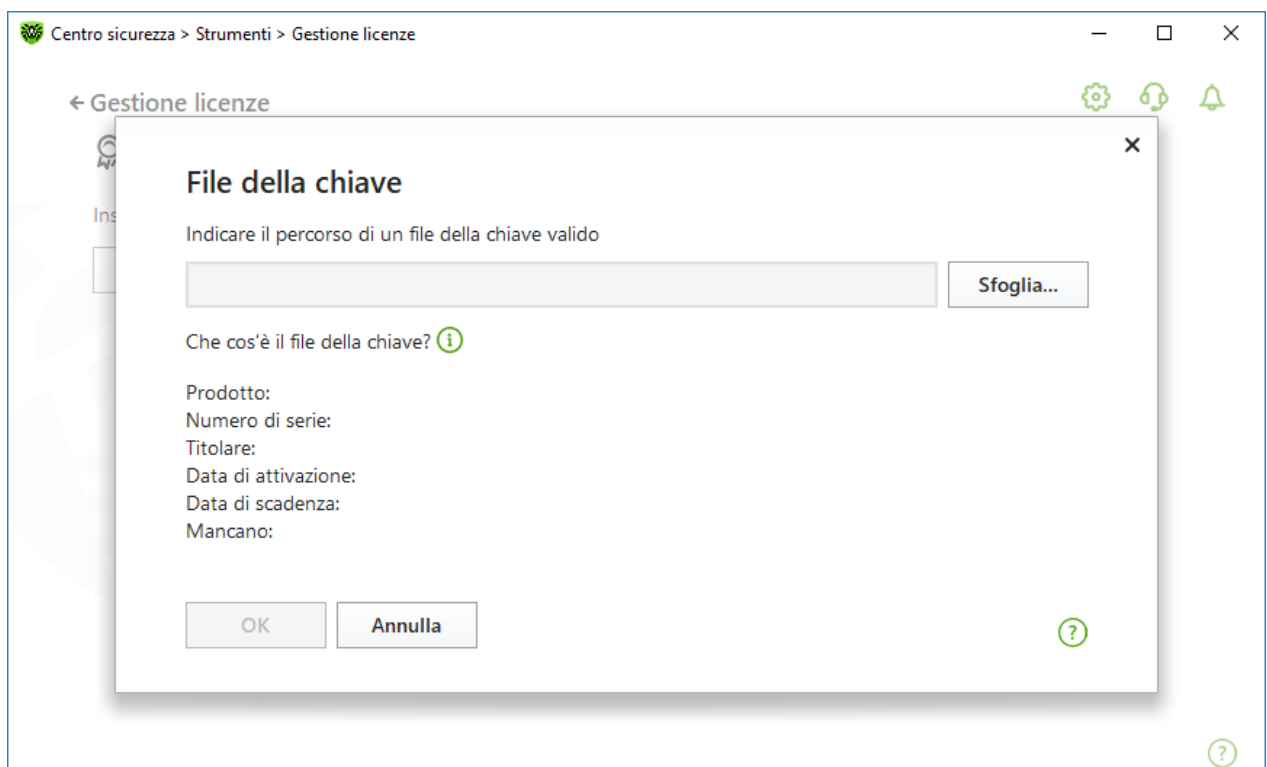 Centro sicurezza > Strumenti > Gestione licenze
Gestione licenze
File della chiave
Ins
Indicare il percorso di un file della chiave valido
Sfoglia...
Che cos'è il file della chiave?
Prodotto:
Numero di serie:
Titolare:
Data di attivazione:
Data di scadenza:
Mancano:
OK
Annulla